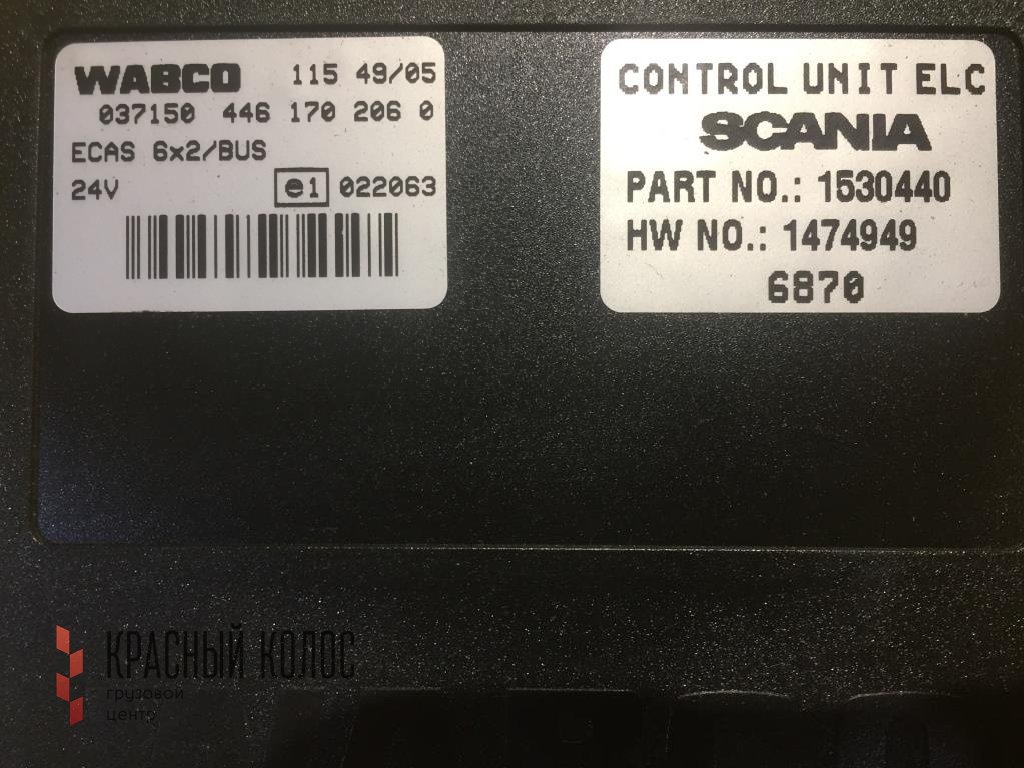 WABCO 115 49/05
037150 446 170 206 0
ECAS 6x2/BUS
24V e1 022063
CONTROL UNIT ELC
SCANIA
PART NO.: 1530440
HW NO.: 1474949
6870
КРАСНЫЙ КОЛОС
грузовой
центр